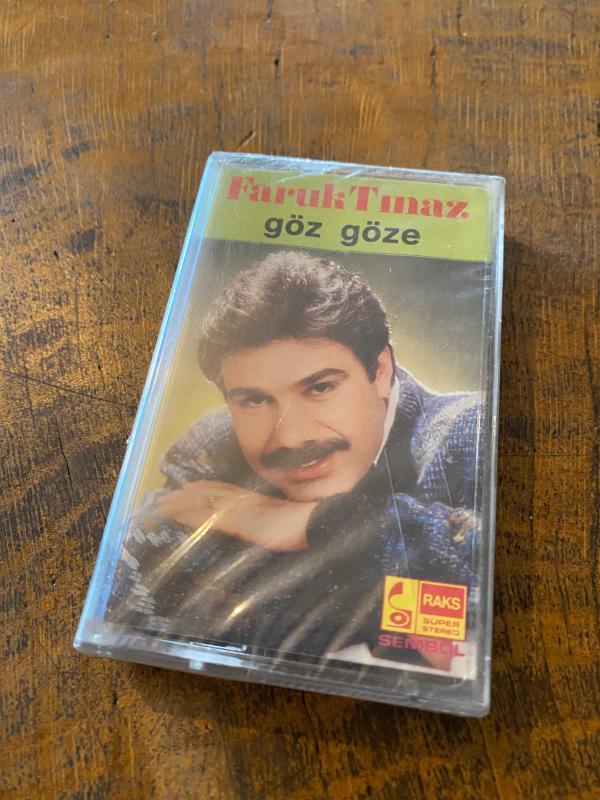 Faruk Tınaz
göz göze
RAKS
SÜPER
STEREO
SEMBOL